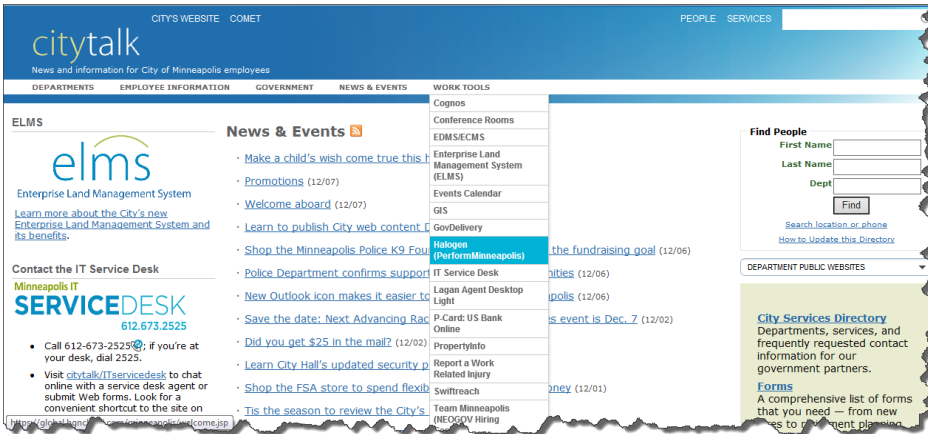 CITY'S WEBSITE COMET PEOPLE SERVICES
citytalk
News and information for City of Minneapolis employees
DEPARTMENTS EMPLOYEE INFORMATION GOVERNMENT NEWS & EVENTS WORK TOOLS
ELMS
elms
Enterprise Land Management System
Learn more about the City's new
Enterprise Land Management System and
its benefits.
Contact the IT Service Desk
Minneapolis IT
SERVICEDESK
612.673.2525
• Call 612-673-2525; if you're at
your desk, dial 2525.
• Visit citytalk/ITservicedesk to chat
online with a service desk agent or
submit Web forms. Look for a
convenient shortcut to the site on
News & Events
· Make a child's wish come true this
· Promotions (12/07)
· Welcome aboard (12/07)
· Learn to publish City web content
· Shop the Minneapolis Police K9 the fundraising goal (12/06)
· Police Department confirms support (12/06)
· New Outlook icon makes it easier to (12/06)
· Save the date: Next Advancing event is Dec. 7 (12/02)
· Did you get $25 in the mail? (12/02)
· Learn City Hall's updated security
· Shop the FSA store to spend (12/01)
· Tis the season to review the City's
Cognos
Conference Rooms
EDMS/ECMS
Enterprise Land
Management System
(ELMS)
Events Calendar
GIS
GovDelivery
Halogen
(PerformMinneapolis)
IT Service Desk
Lagan Agent Desktop
Light
P-Card: US Bank
Online
PropertyInfo
Report a Work
Related Injury
Swiftreach
Team Minneapolis
(NEOGOV Hiring
Find People
First Name
Last Name
Dept
Find
Search location or phone
How to Update this Directory
DEPARTMENT PUBLIC WEBSITES
City Services Directory
Departments, services, and
frequently requested contact
information for our
government partners.
Forms
A comprehensive list of forms
that you need — from new
to retirement planning